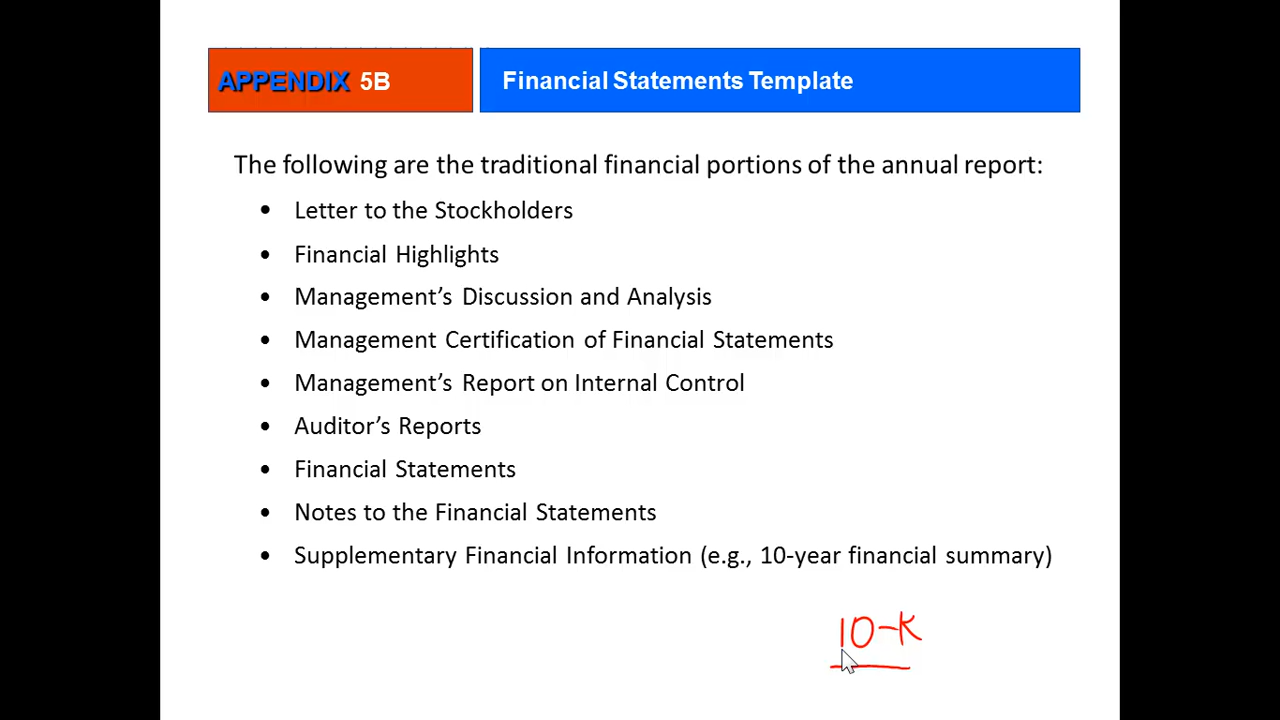 APPENDIX 5B
Financial Statements Template
The following are the traditional financial portions of the annual report:
• Letter to the Stockholders
• Financial Highlights
• Management’s Discussion and Analysis
• Management Certification of Financial Statements
• Management’s Report on Internal Control
• Auditor’s Reports
• Financial Statements
• Notes to the Financial Statements
• Supplementary Financial Information (e.g., 10-year financial summary)
10-K